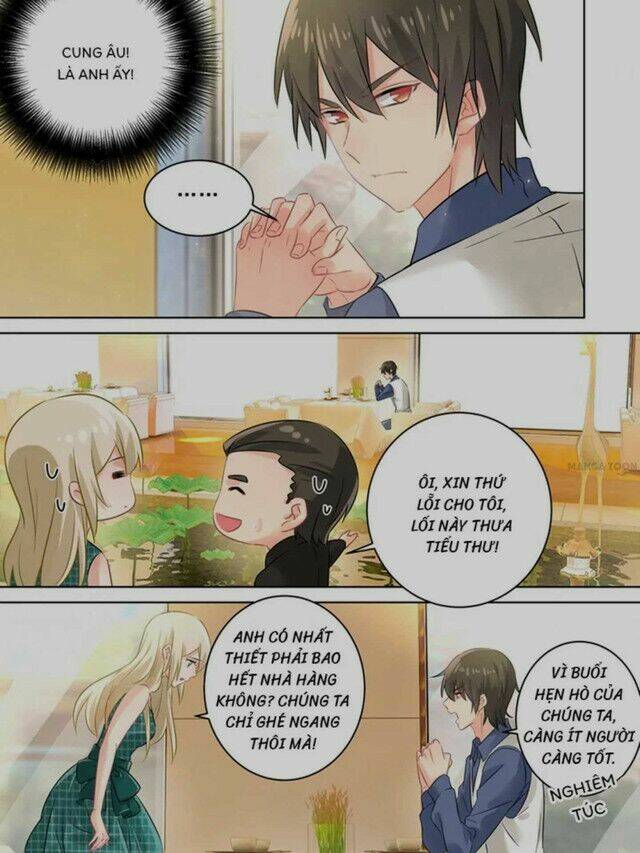 CUNG ÂU!
LÀ ANH ẤY!
......
MANGA TOON
ÔI, XIN THỨ
LỖI CHO TÔI,
LỐI NÀY THƯA
TIỂU THƯ!
ANH CÓ NHẤT
THIẾT PHẢI BAO
HẾT NHÀ HÀNG
KHÔNG? CHÚNG TA
CHỈ GHÉ NGANG
THÔI MÀ!
VÌ BUỔI
HẸN HÒ CỦA
CHÚNG TA,
CÀNG ÍT NGƯỜI
CÀNG TỐT.
NGHIÊM
TÚC